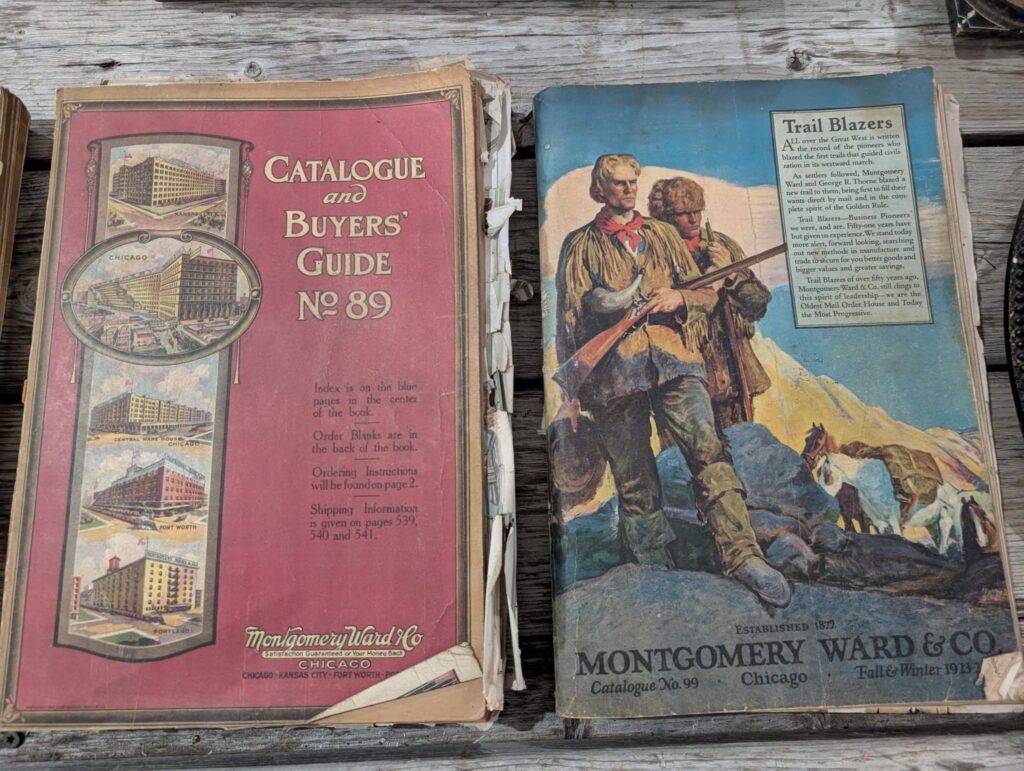 KANSAS CITY
CHICAGO
CENTRAL WARE HOUSE
CHICAGO
FORT WORTH
PORTLAND
CATALOGUE
and
BUYERS'
GUIDE
No 89
Index is on the blue
pages in the center
of the book.
Order Blanks are in
the back of the book.
Ordering Instructions
will be found on page 2.
Shipping Information
is given on pages 539,
540 and 541.
Montgomery Ward & Co
Satisfaction Guaranteed or Your Money Back
CHICAGO
CHICAGO - KANSAS CITY - FORT WORTH -
Trail Blazers
ALL over the Great West is written
the record of the pioneers who
blazed the first trails that guided civili-
zation in its westward march.
As settlers followed, Montgomery
Ward and George R. Thorne blazed a
new trail to them, being first to fill their
wants direct by mail and in the com-
plete spirit of the Golden Rule.
Trail Blazers—Business Pioneers
we were, and are. Fifty-one years have
but given us experience. We stand today
more alert, forward looking, searching
out new methods in manufacture and
trade to secure for you better goods and
bigger values and greater savings.
Trail Blazers of over fifty years ago,
Montgomery Ward & Co. still clings to
this spirit of leadership—we are the
Oldest Mail Order House and Today
the Most Progressive.
ESTABLISHED 1872
MONTGOMERY WARD & CO.
Catalogue No. 99 · Chicago · Fall & Winter 1923-